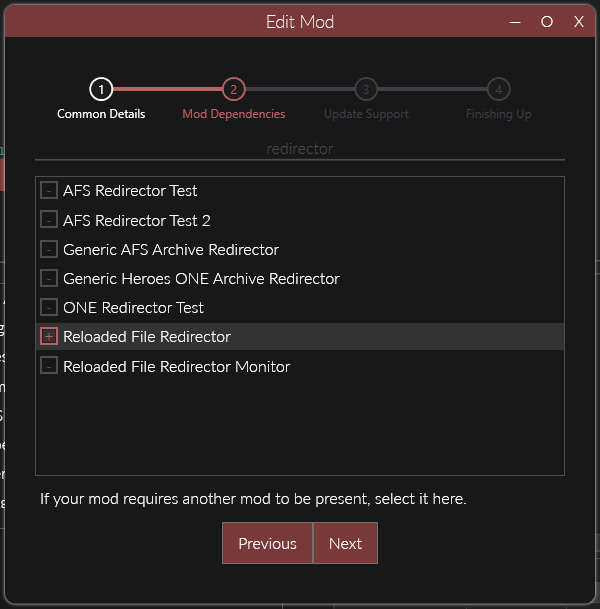 Edit Mod
1 2 3 4
Common Details Mod Dependencies Update Support Finishing Up
redirector
- AFS Redirector Test
- AFS Redirector Test 2
- Generic AFS Archive Redirector
- Generic Heroes ONE Archive Redirector
- ONE Redirector Test
+ Reloaded File Redirector
- Reloaded File Redirector Monitor
If your mod requires another mod to be present, select it here.
Previous Next